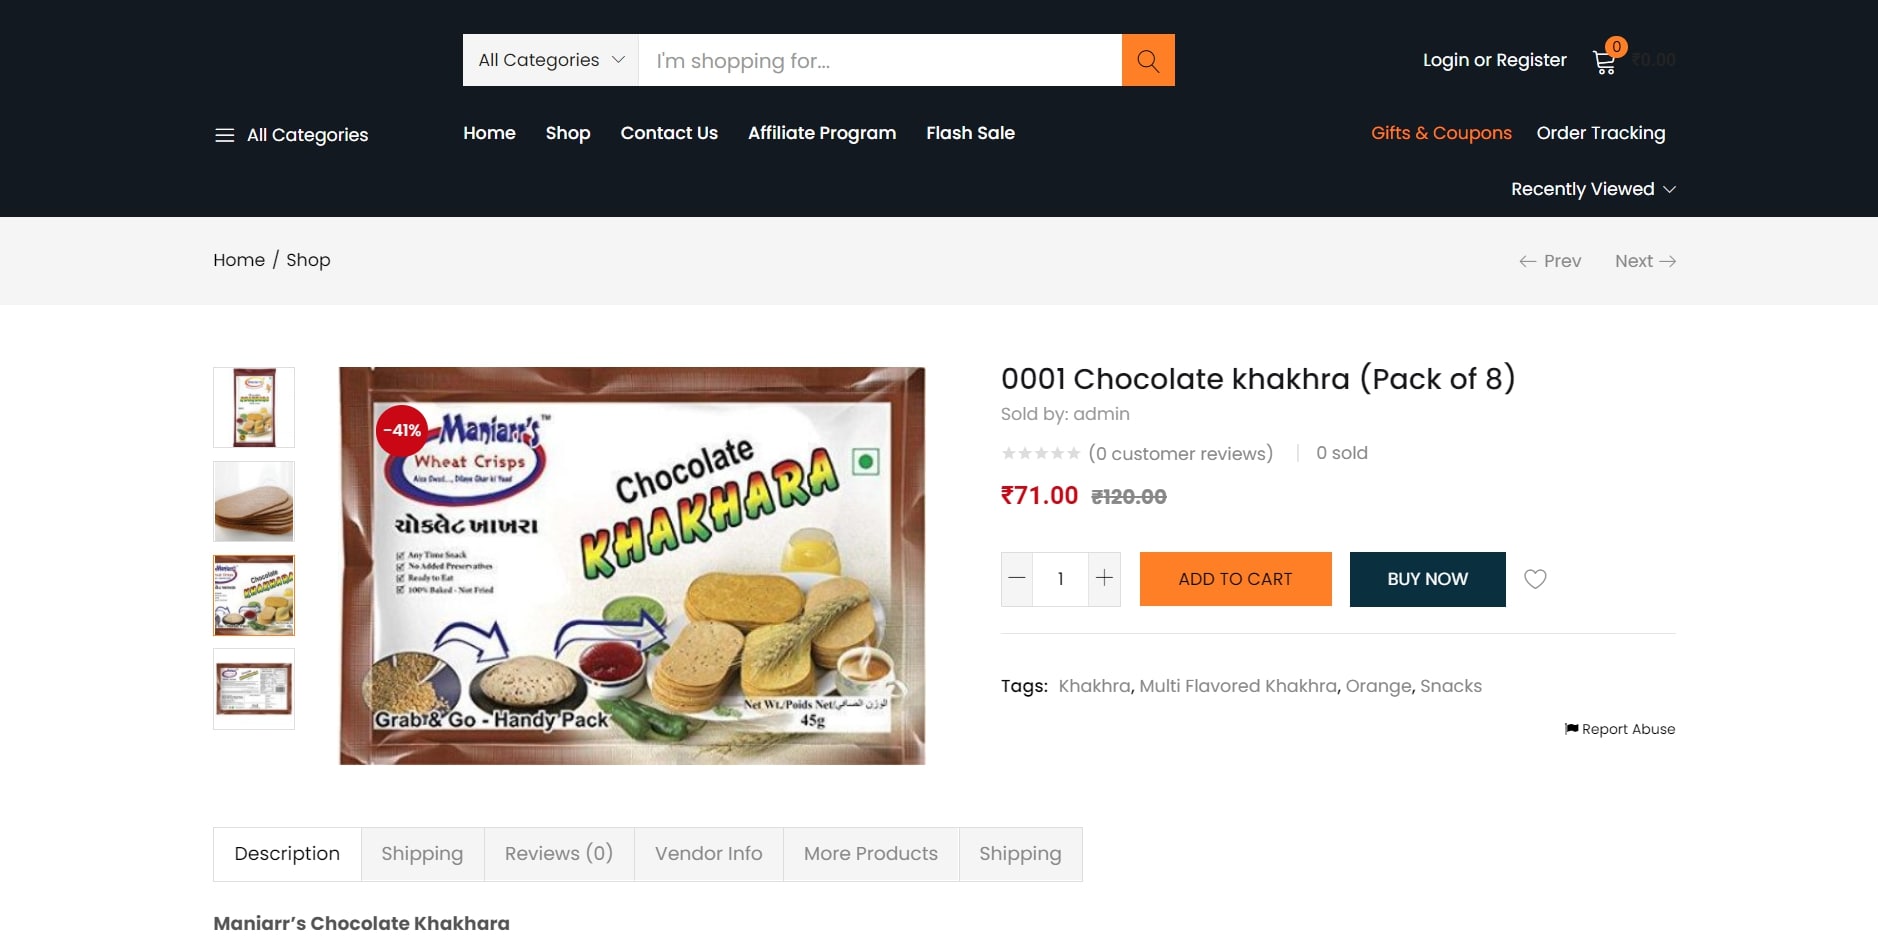 All Categories
I'm shopping for...
Login or Register
0
₹0.00
All Categories
Home
Shop
Contact Us
Affiliate Program
Flash Sale
Gifts & Coupons
Order Tracking
Recently Viewed
Home / Shop
← Prev
Next →
-41%
Maniarr's™
Wheat Crisps
ચોકલેટ ખાખરા
Any Time Snack
No Added Preservatives
Ready to Eat
100% Baked - Not Fried
Chocolate
KHAKHARA
Grab & Go - Handy Pack
Net Wt./Poids Net/الوزن الصافي
45g
0001 Chocolate khakhra (Pack of 8)
Sold by: admin
(0 customer reviews)
0 sold
₹71.00 ₹120.00
1
ADD TO CART
BUY NOW
Tags: Khakhra, Multi Flavored Khakhra, Orange, Snacks
Report Abuse
Description
Shipping
Reviews (0)
Vendor Info
More Products
Shipping
Maniarr’s Chocolate Khakhara